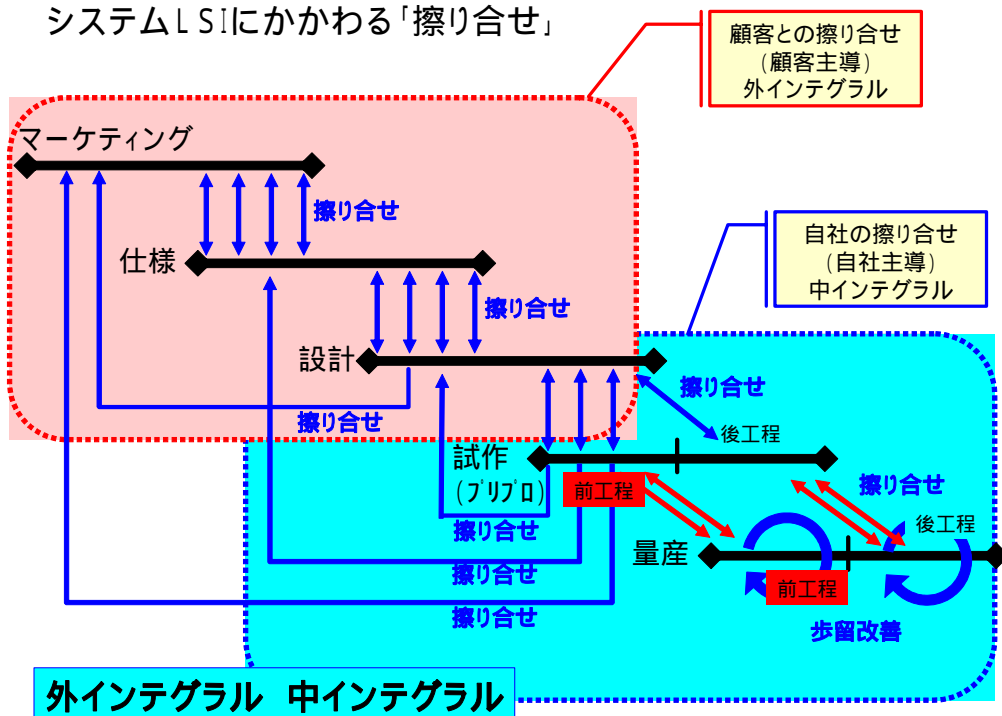 システムLSIにかかわる「擦り合せ」
顧客との擦り合せ
(顧客主導)
外インテグラル
マーケティング
擦り合せ
仕様
自社の擦り合せ
(自社主導)
中インテグラル
擦り合せ
設計
擦り合せ
擦り合せ
後工程
試作
(プリプロ)
前工程
擦り合せ
擦り合せ
後工程
量産
擦り合せ
前工程
擦り合せ
歩留改善
外インテグラル 中インテグラル